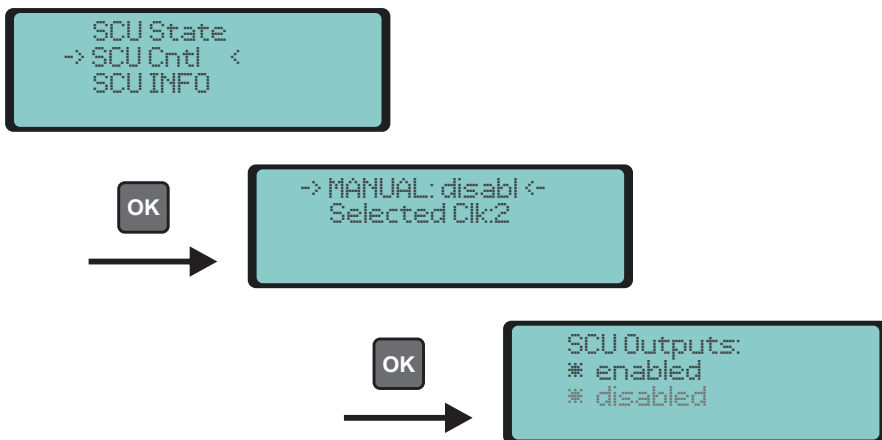 SCU State
-> SCU Cntl <
SCU INFO
OK
-> MANUAL: disabl <-
Selected Clk:2
OK
SCU Outputs:
* enabled
* disabled